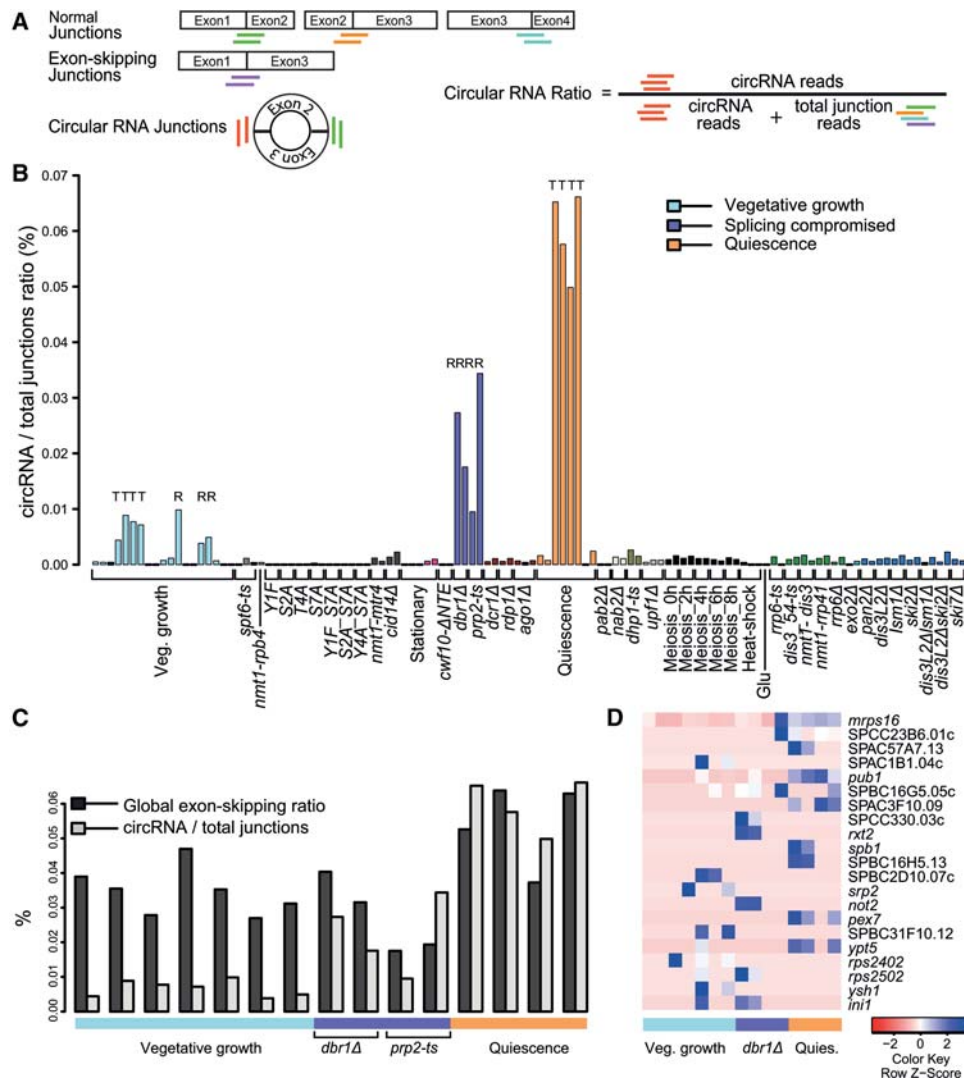 A
Normal
Junctions
Exon1 Exon2
Exon2 Exon3
Exon3 Exon4
Exon-skipping
Junctions
Exon1 Exon3
Circular RNA Junctions
Exon 2
Exon 3
Circular RNA Ratio =
circRNA reads
circRNA
reads
+
total junction
reads
B
circRNA / total junctions ratio (%)
0.07
0.06
0.05
0.04
0.03
0.02
0.01
0.00
TTTT
R
RR
RRRR
TTTT
Vegetative growth
Splicing compromised
Quiescence
Veg. growth
spt6-ts
nmt1-rpb4
Y1F
S2A
T4A
S7A
Y1F_S7A
S2A_S7A
Y4A_S7A
nmt1-mtr4
cid14Δ
Stationary
cwf10-ΔNTE
dbr1Δ
prp2-ts
dcr1Δ
rdp1Δ
ago1Δ
Quiescence
pab2Δ
nab2Δ
dhp1-ts
upf1Δ
Meiosis_0h
Meiosis_2h
Meiosis_4h
Meiosis_6h
Meiosis_8h
Heat-shock
Glu
rrp6-ts
dis3_54-ts
nmt1- dis3
nmt1-rrp41
rrp6Δ
exo2Δ
pan2Δ
dis3L2Δ
lsm1Δ
ski2Δ
dis3L2Δlsm1Δ
dis3L2Δski2Δ
ski7Δ
C
%
0.06
0.05
0.04
0.03
0.02
0.01
0.00
Global exon-skipping ratio
circRNA / total junctions
Vegetative growth
dbr1Δ
prp2-ts
Quiescence
D
mrps16
SPCC23B6.01c
SPAC57A7.13
SPAC1B1.04c
pub1
SPBC16G5.05c
SPAC3F10.09
SPCC330.03c
rxt2
spb1
SPBC16H5.13
SPBC2D10.07c
srp2
not2
pex7
SPBC31F10.12
ypt5
rps2402
rps2502
ysh1
ini1
Veg. growth
dbr1Δ
Quies.
−2 0 2
Color Key
Row Z−Score